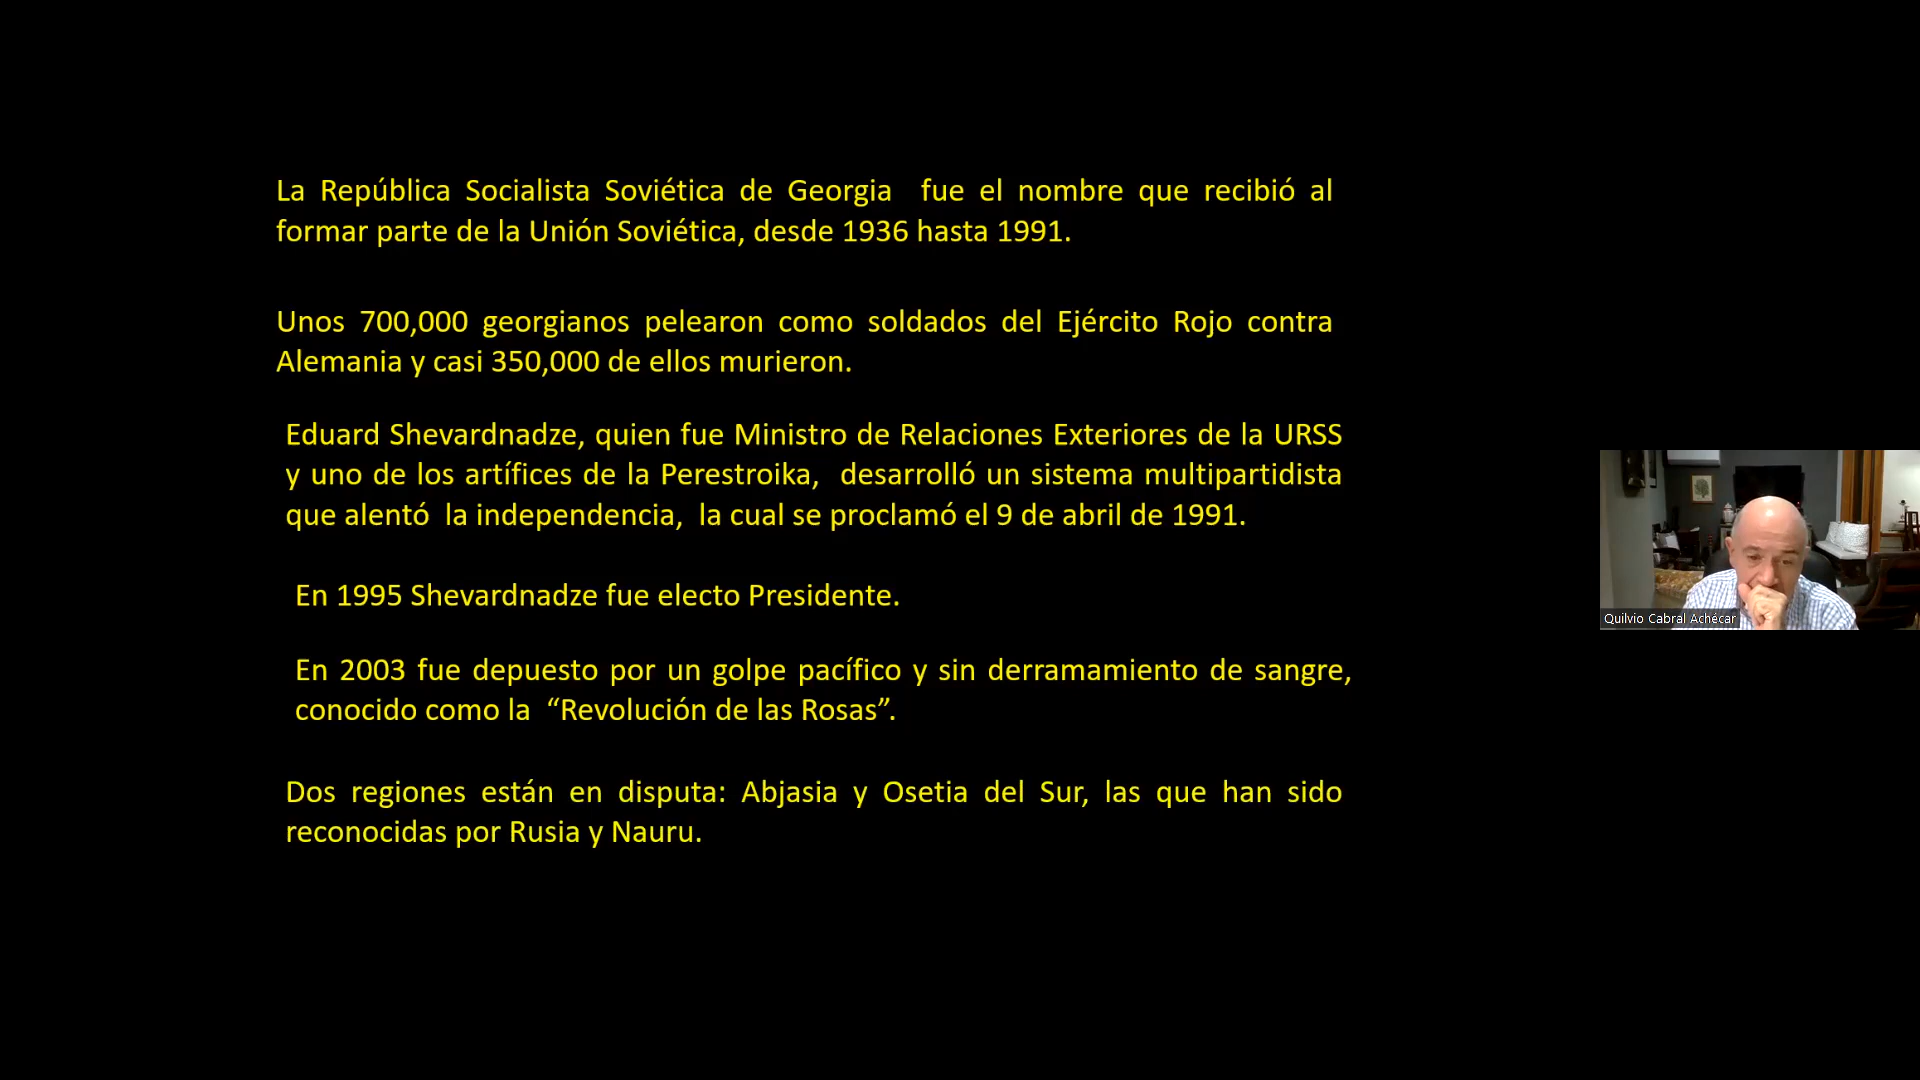 La República Socialista Soviética de Georgia  fue el nombre que recibió al
formar parte de la Unión Soviética, desde 1936 hasta 1991.
Unos 700,000 georgianos pelearon como soldados del Ejército Rojo contra
Alemania y casi 350,000 de ellos murieron.
Eduard Shevardnadze, quien fue Ministro de Relaciones Exteriores de la URSS
y uno de los artífices de la Perestroika,  desarrolló un sistema multipartidista
que alentó  la independencia,  la cual se proclamó el 9 de abril de 1991.
En 1995 Shevardnadze fue electo Presidente.
En 2003 fue depuesto por un golpe pacífico y sin derramamiento de sangre,
conocido como la  “Revolución de las Rosas”.
Dos regiones están en disputa: Abjasia y Osetia del Sur, las que han sido
reconocidas por Rusia y Nauru.
Quilvio Cabral Achécar